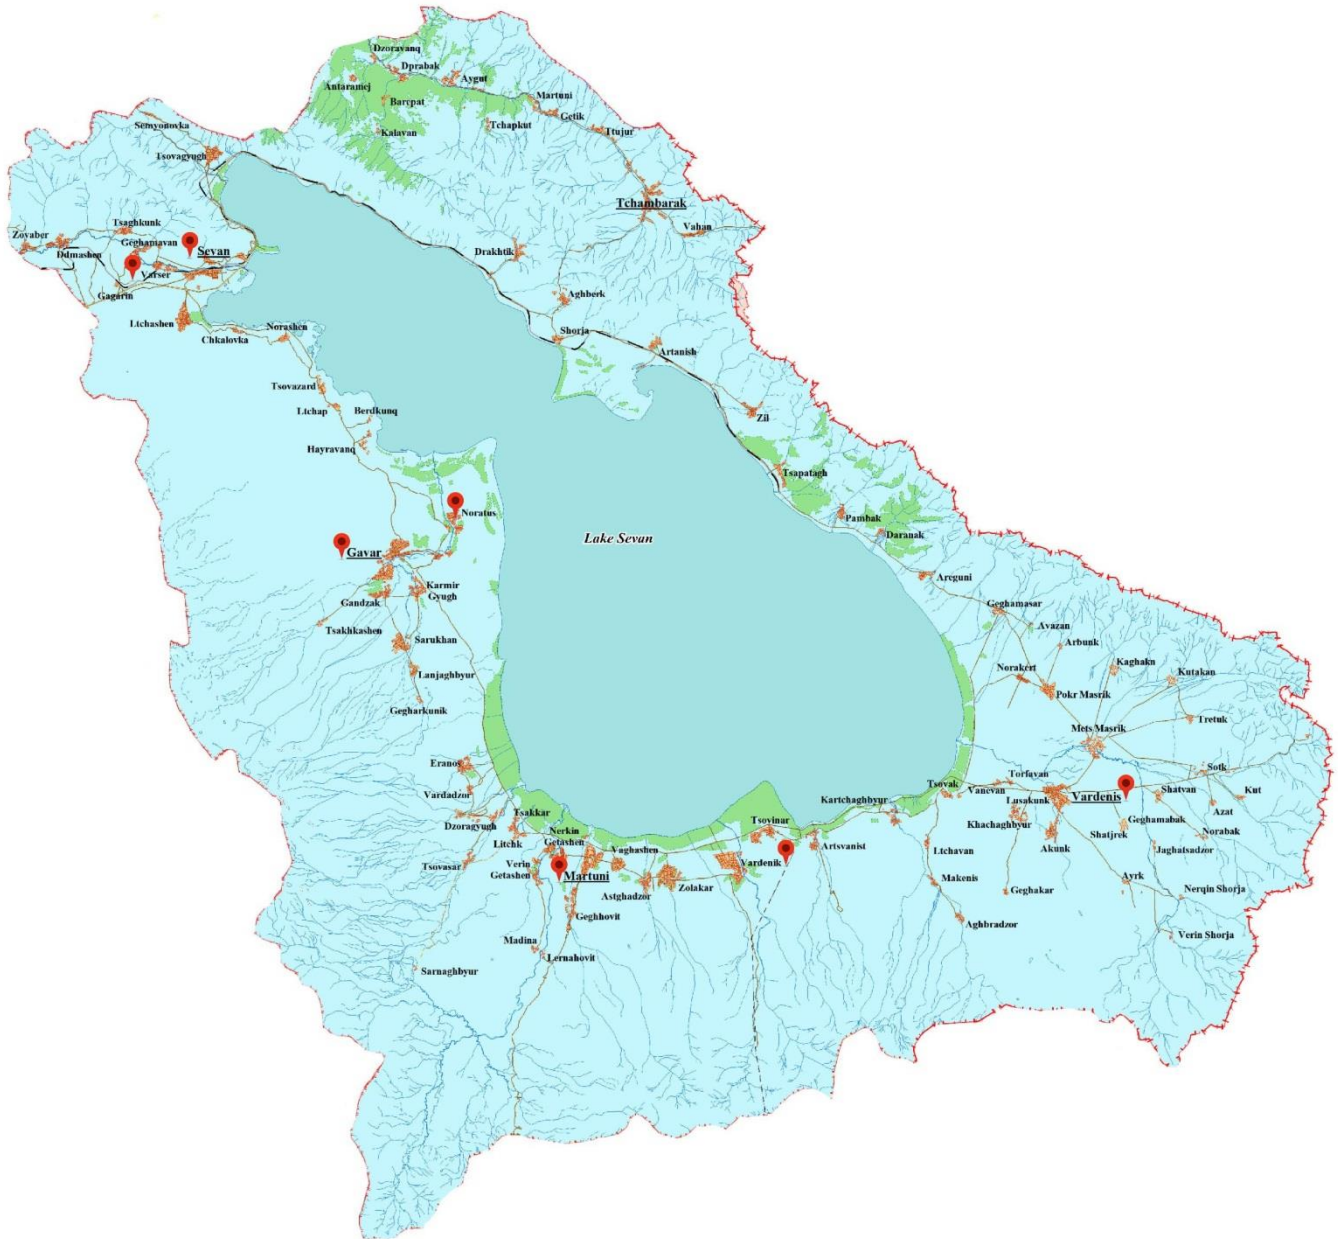 Dzoravanq
Dprabak
Aygut
Antaramej
Barepat
Martuni
Getik
Kalavan
Tchapkut
Ttujur
Semyonovka
Tsovagyugh
Tchambarak
Vahan
Tsaghkunk
Zovaber
Ddmashen
Geghamavan
Sevan
Drakhtik
Varser
Gagarin
Aghberk
Ltchashen
Chkalovka
Norashen
Shorja
Artanish
Tsovazard
Ltchap
Berdkunq
Zil
Hayravanq
Tsapatagh
Noratus
Pambak
Lake Sevan
Daranak
Gavar
Areguni
Karmir
Gyugh
Gandzak
Geghamasar
Tsakhkashen
Avazan
Sarukhan
Arbunk
Lanjaghbyur
Norakert
Kaghakn
Kutakan
Pokr Masrik
Gegharkunik
Tretuk
Mets Masrik
Eranos
Sotk
Vardadzor
Tsovak
Torfavan
Vanevan
Lusakunk
Vardenis
Shatvan
Kut
Kartchaghbyur
Azat
Dzoragyugh
Tsakkar
Tsovinar
Khachaghbyur
Geghamabak
Shatjrek
Norabak
Litchk
Nerkin
Getashen
Vaghashen
Artsvanist
Ltchavan
Akunk
Jaghatsadzor
Tsovasar
Verin
Getashen
Martuni
Vardenik
Astghadzor
Zolakar
Makenis
Geghakar
Ayrk
Nerqin Shorja
Geghhovit
Aghbradzor
Verin Shorja
Madina
Lernahovit
Sarnaghbyur